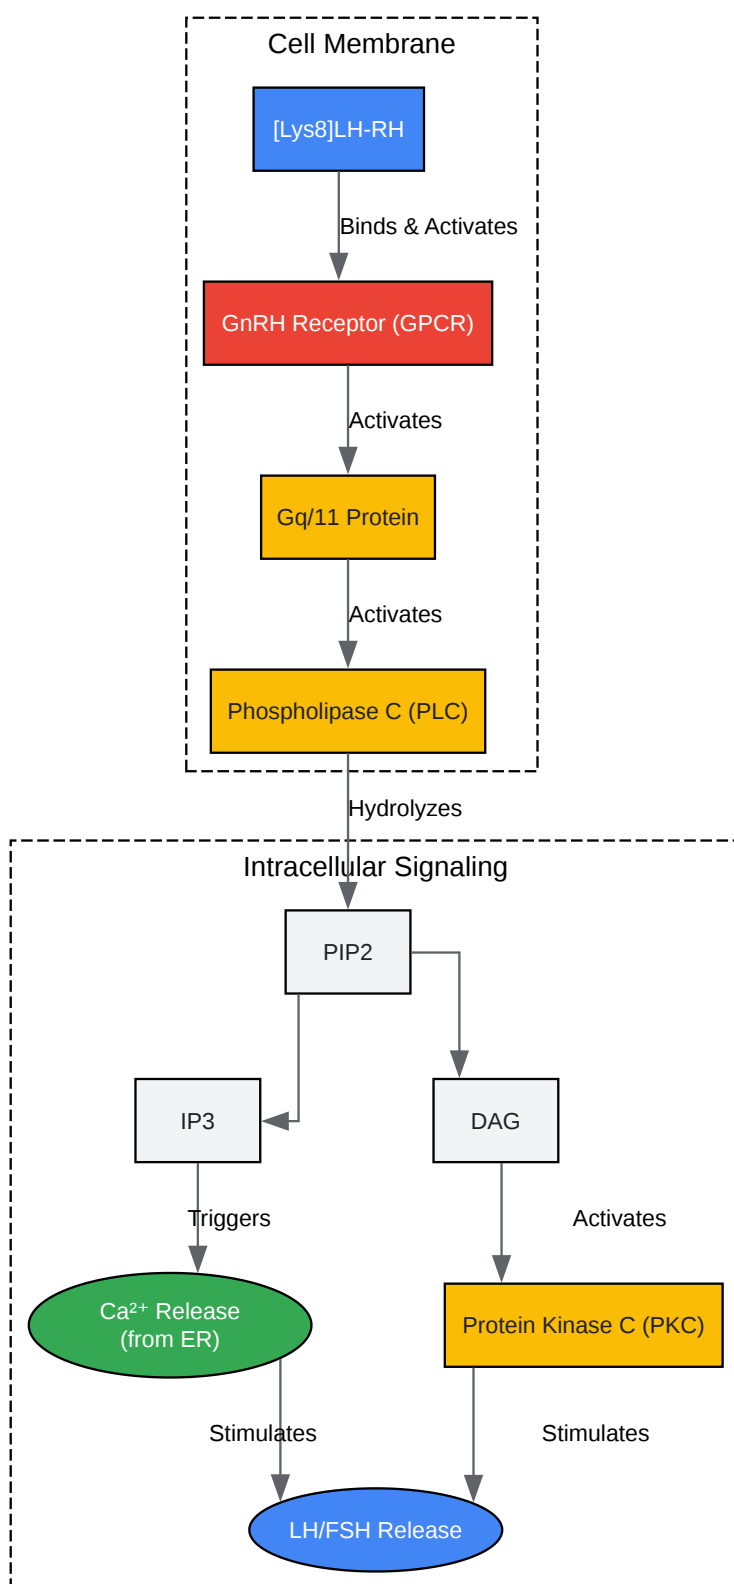 Cell Membrane
[Lys8]LH-RH
Binds & Activates
GnRH Receptor (GPCR)
Activates
Gq/11 Protein
Activates
Phospholipase C (PLC)
Hydrolyzes
Intracellular Signaling
PIP2
IP3
DAG
Triggers
Activates
Ca²⁺ Release
(from ER)
Protein Kinase C (PKC)
Stimulates
Stimulates
LH/FSH Release